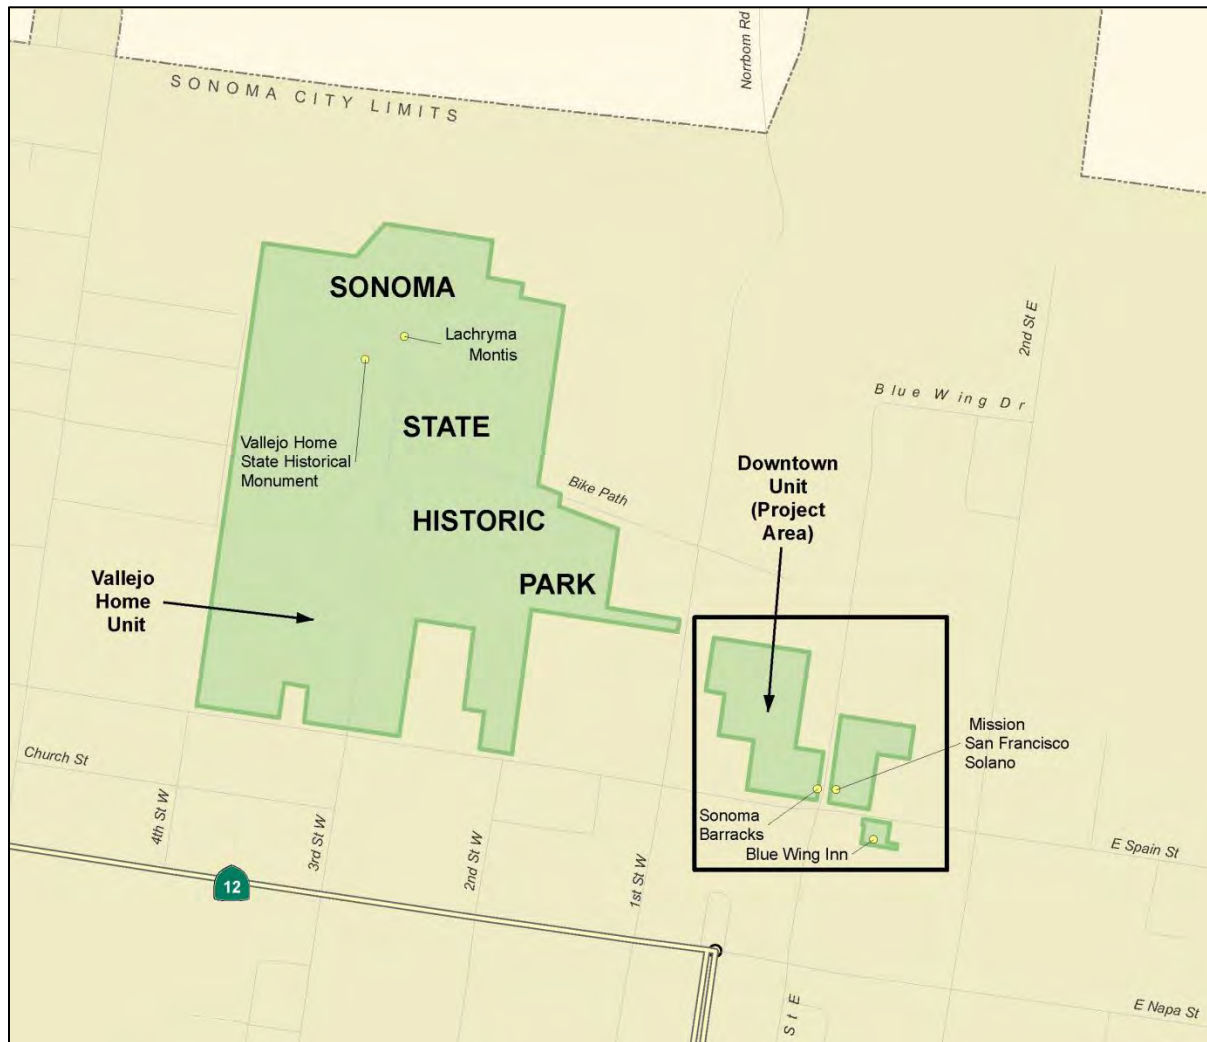 Norrbom Rd
SONOMA CITY LIMITS
SONOMA
Lachryma
Montis
2nd St E
Blue Wing Dr
STATE
Vallejo Home
State Historical
Monument
Downtown
Unit
(Project
Area)
Bike Path
HISTORIC
PARK
Vallejo
Home
Unit
Mission
San Francisco
Solano
Church St
Sonoma
Barracks
Blue Wing Inn
E Spain St
4th St W
3rd St W
2nd St W
1st St W
12
E Napa St
St E